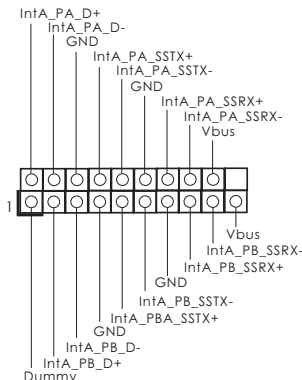 IntA_PA_D+
IntA_PA_D-
GND
IntA_PA_SSTX+
IntA_PA_SSTX-
GND
IntA_PA_SSRX+
IntA_PA_SSRX-
Vbus
1
Vbus
IntA_PB_SSRX-
IntA_PB_SSRX+
GND
IntA_PB_SSTX-
IntA_PBA_SSTX+
GND
IntA_PB_D-
IntA_PB_D+
Dummy